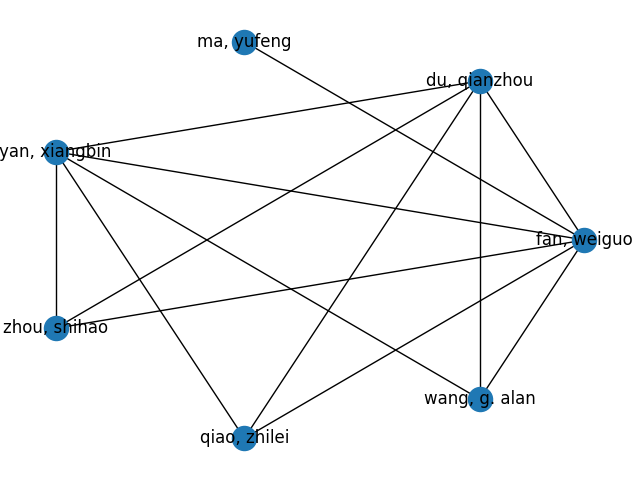 ma, yufeng
du, qianzhou
yan, xiangbin
fan, weiguo
zhou, shihao
wang, g. alan
qiao, zhilei